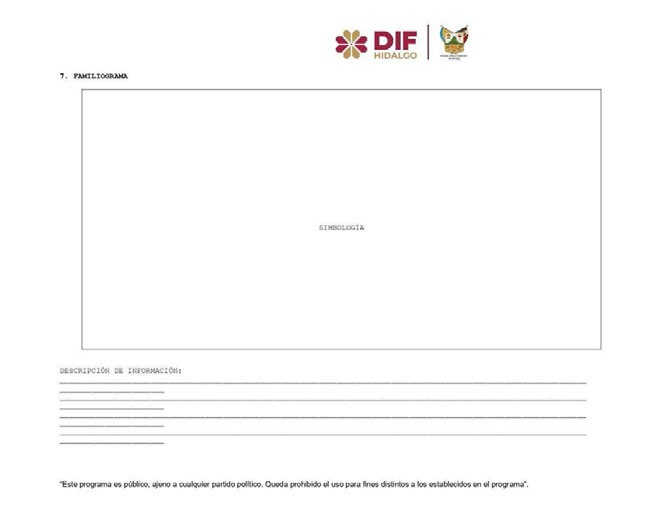 DIF
HIDALGO
7. FAMILIOGRAMA
SIMBOLOGÍA
DESCRIPCIÓN DE INFORMACIÓN:
"Este programa es público, ajeno a cualquier partido político. Queda prohibido el uso para fines distintos a los establecidos en el programa".